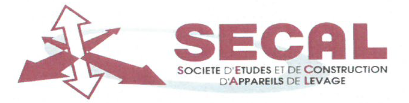 SECAL
SOCIETE D'ETUDES ET DE CONSTRUCTION
D'APPAREILS DE LEVAGE